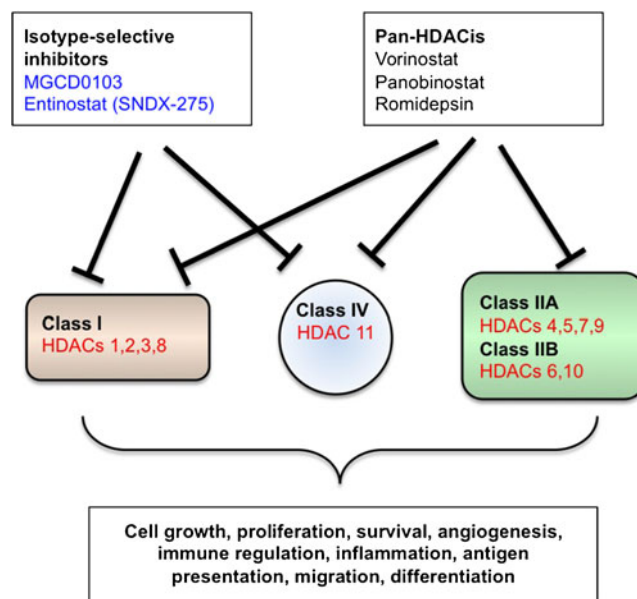 Isotype-selective
inhibitors
MGCD0103
Entinostat (SNDX-275)
Pan-HDACis
Vorinostat
Panobinostat
Romidepsin
Class I
HDACs 1,2,3,8
Class IV
HDAC 11
Class IIA
HDACs 4,5,7,9
Class IIB
HDACs 6,10
Cell growth, proliferation, survival, angiogenesis,
immune regulation, inflammation, antigen
presentation, migration, differentiation